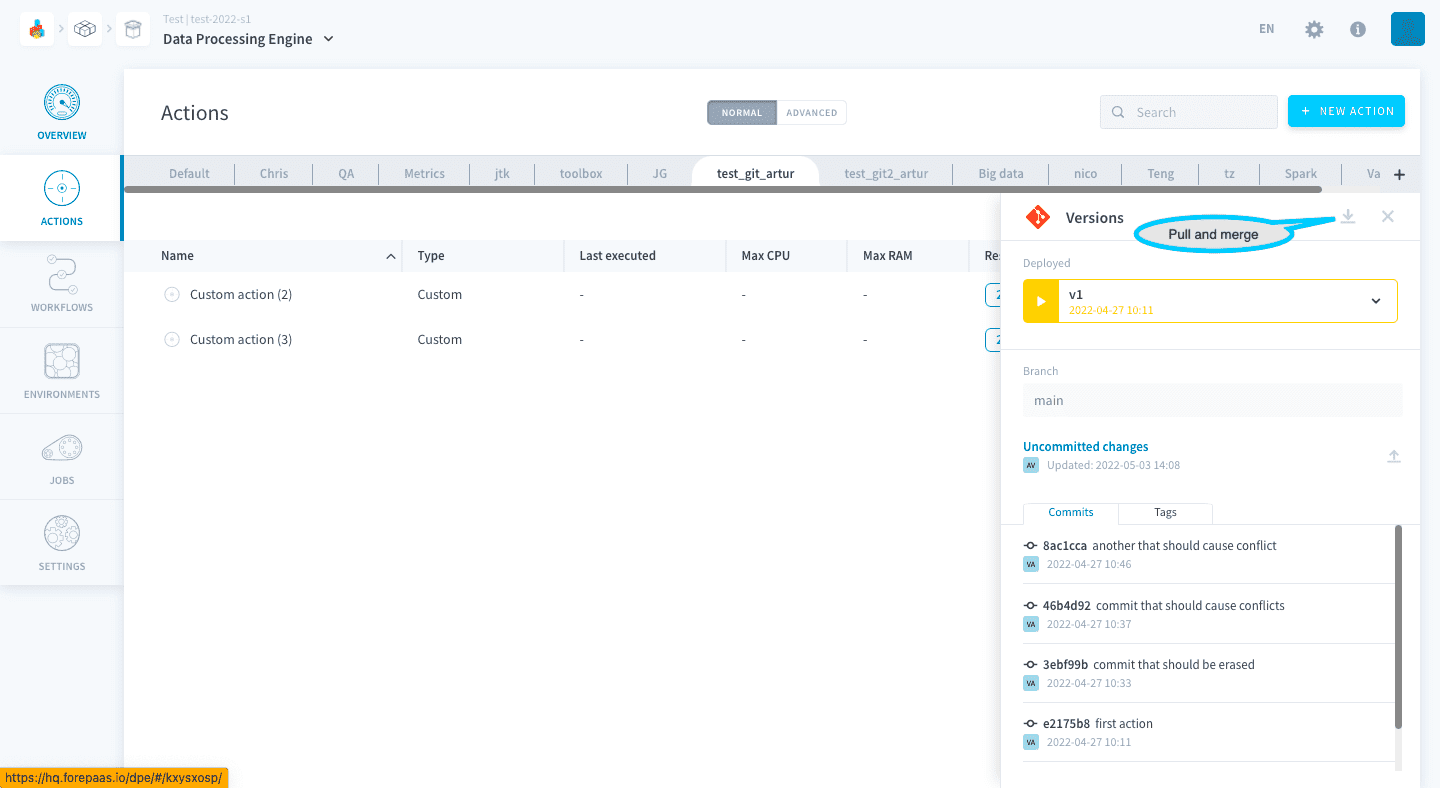 Test | test-2022-s1
Data Processing Engine
EN
OVERVIEW
ACTIONS
WORKFLOWS
ENVIRONMENTS
JOBS
SETTINGS
Actions
NORMAL ADVANCED
Search
+ NEW ACTION
Default Chris QA Metrics jtk toolbox JG test_git_artur test_git2_artur Big data nico Teng tz Spark Va +
Name Type Last executed Max CPU Max RAM Res
Custom action (2) Custom - - - 2
Custom action (3) Custom - - - 2
Versions
Pull and merge
Deployed
v1
2022-04-27 10:11
Branch
main
Uncommitted changes
AV Updated: 2022-05-03 14:08
Commits Tags
8ac1cca another that should cause conflict
VA 2022-04-27 10:46
46b4d92 commit that should cause conflicts
VA 2022-04-27 10:37
3ebf99b commit that should be erased
VA 2022-04-27 10:33
e2175b8 first action
VA 2022-04-27 10:11
https://hq.forepaas.io/dpe/#/kxysxosp/